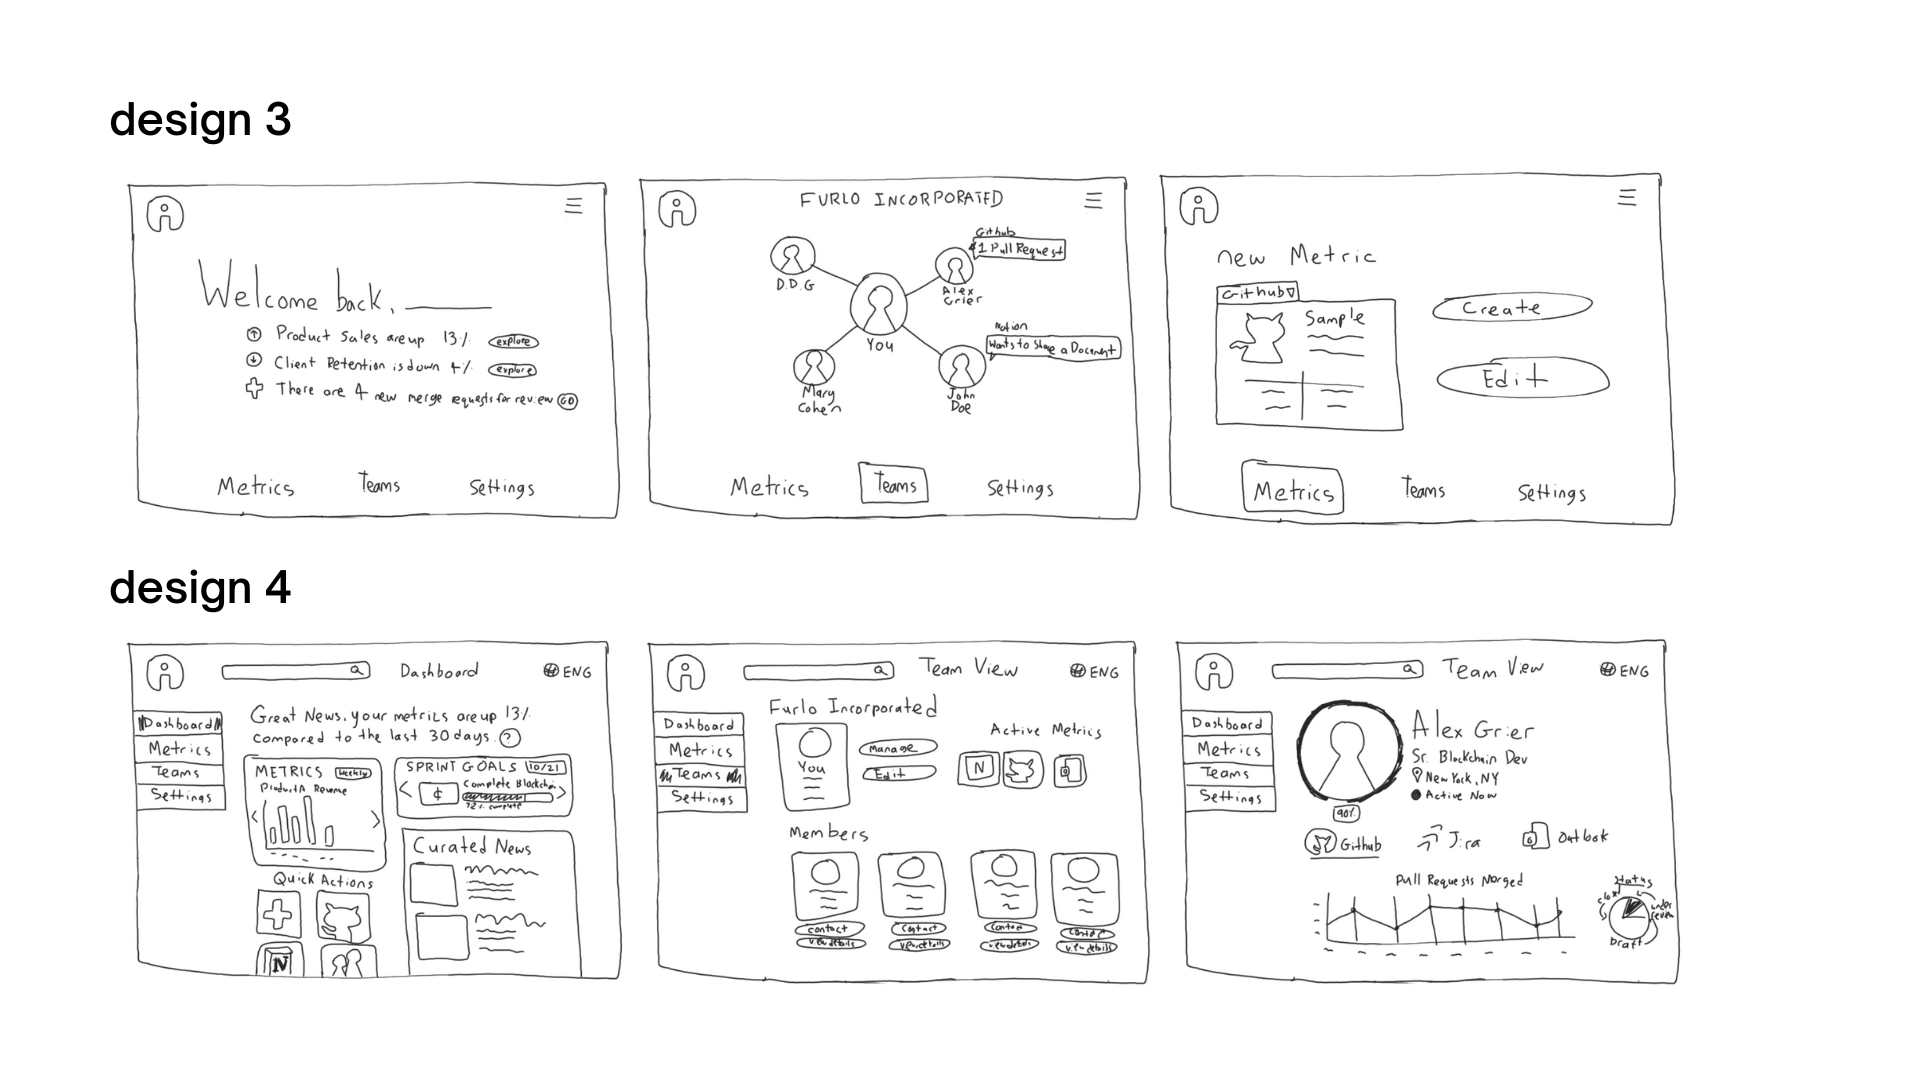 design 3
Welcome back,
Product Sales are up 13% explore
Client Retention is down 4% explore
There are 4 new merge requests for review GO
Metrics Teams Settings
FURLO INCORPORATED
Github
1 Pull Request
D.D.G
Alex
Grier
You
Notion
Wants to Share a Document
Mary
Cohen
John
Doe
Metrics Teams Settings
new Metric
Github
Sample
Create
Edit
Metrics Teams Settings
design 4
Dashboard ENG
Dashboard
Metrics
Teams
Settings
Great News, your metrics are up 13%
compared to the last 30 days. ?
METRICS Weekly
Product A Revenue
SPRINT GOALS 10/21
Complete Blockchain
72% complete
Curated News
Quick Actions
N
Team View ENG
Dashboard
Metrics
Teams
Settings
Furlo Incorporated
You
Manage
Edit
Active Metrics
N
Members
contact contact contact contact
view details view details view details view details
Team View ENG
Dashboard
Metrics
Teams
Settings
Alex Grier
Sr. Blockchain Dev
New York, NY
Active Now
90%
Github Jira Outlook
Pull Requests Merged
Status
under
review
Draft